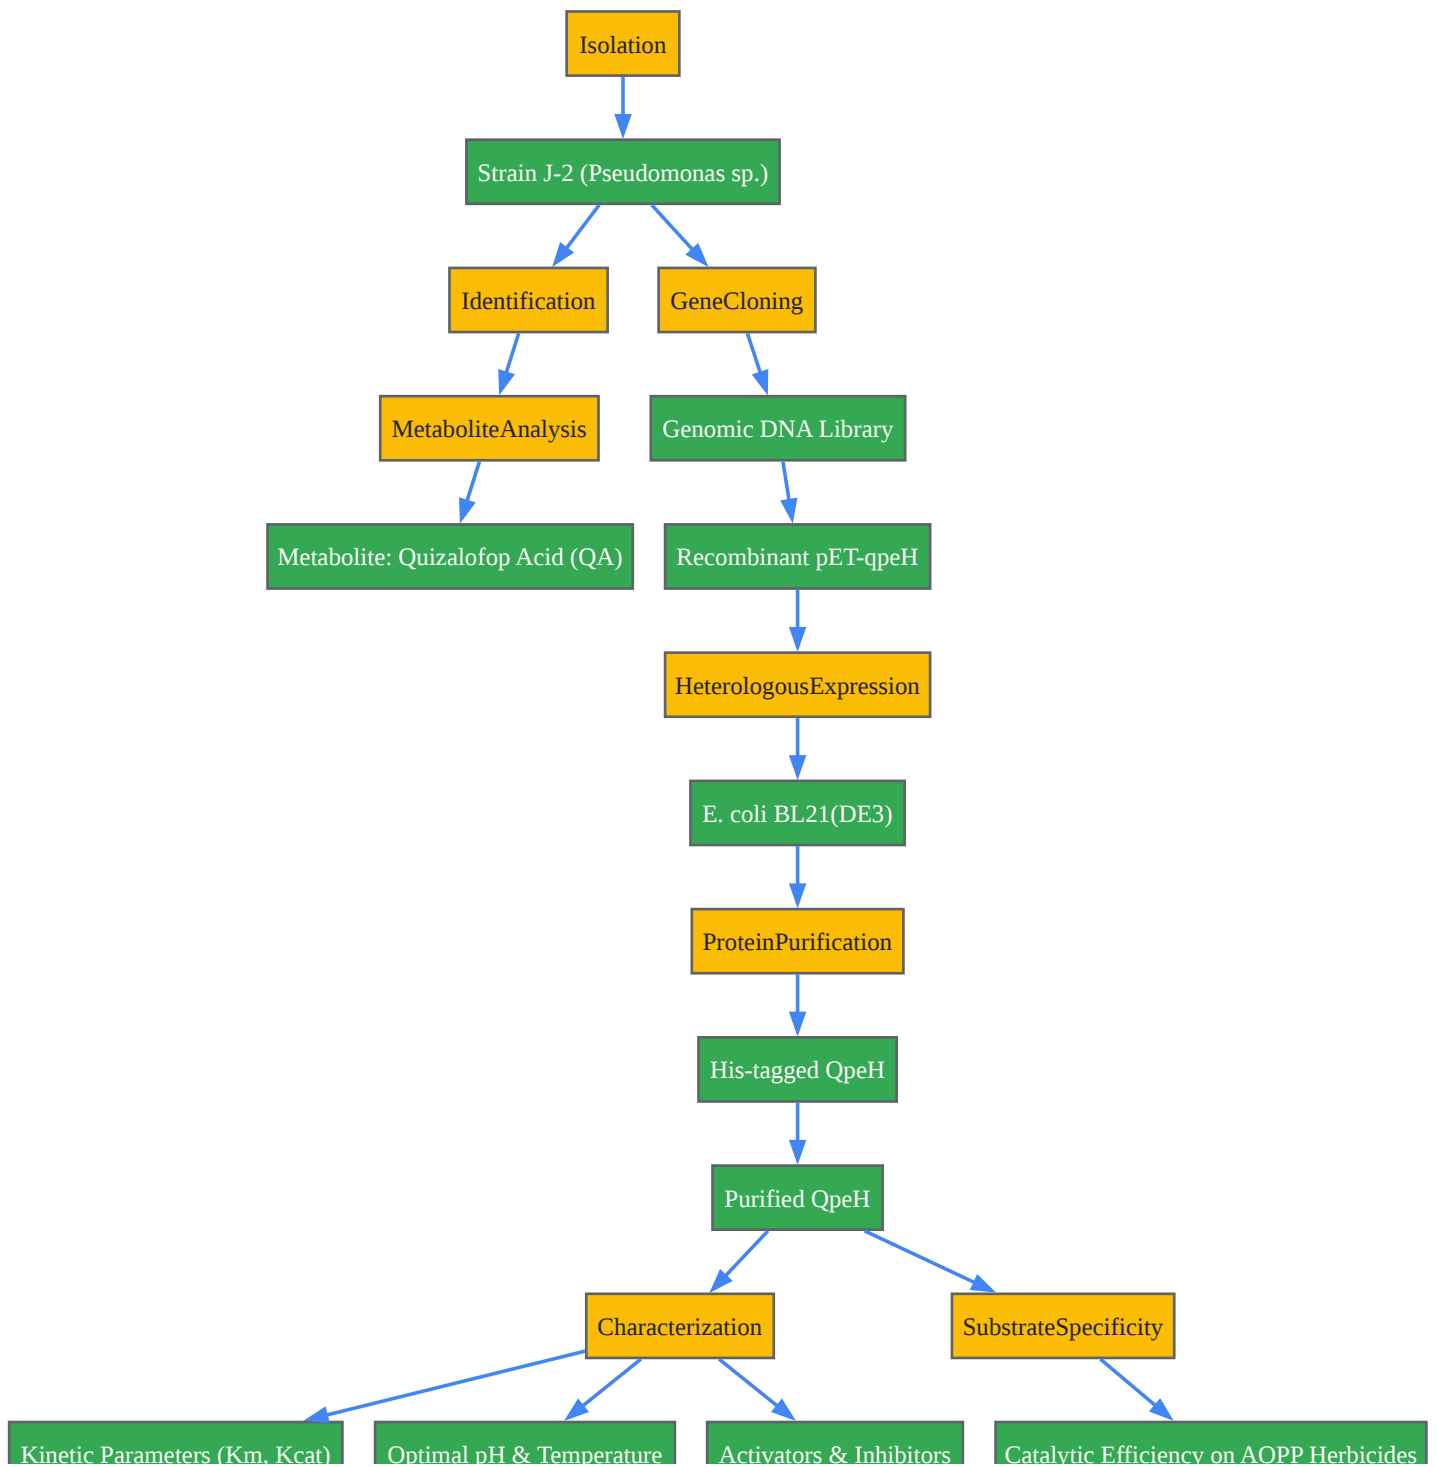 Isolation
Strain J-2 (Pseudomonas sp.)
Identification
GeneCloning
MetaboliteAnalysis
Genomic DNA Library
Metabolite: Quizalofop Acid (QA)
Recombinant pET-qpeH
HeterologousExpression
E. coli BL21(DE3)
ProteinPurification
His-tagged QpeH
Purified QpeH
Characterization
SubstrateSpecificity
Kinetic Parameters (Km, Kcat)
Optimal pH & Temperature
Activators & Inhibitors
Catalytic Efficiency on AOPP Herbicides